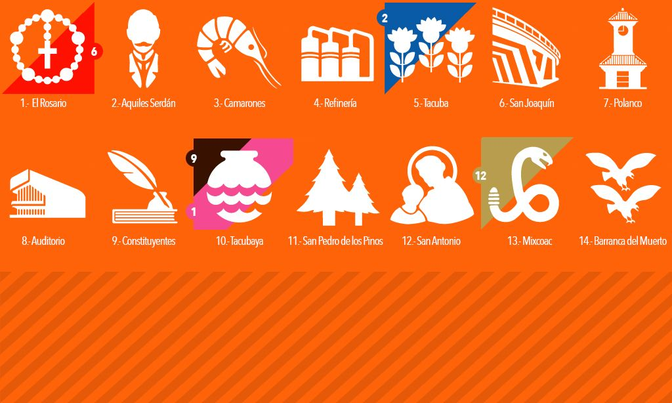 6
2
1.- El Rosario
2.- Aquiles Serdán
3.- Camarones
4.- Refinería
5.- Tacuba
6.- San Joaquín
7.- Polanco
9
1
12
8.- Auditorio
9.- Constituyentes
10.- Tacubaya
11.- San Pedro de los Pinos
12.- San Antonio
13.- Mixcoac
14.- Barranca del Muerto